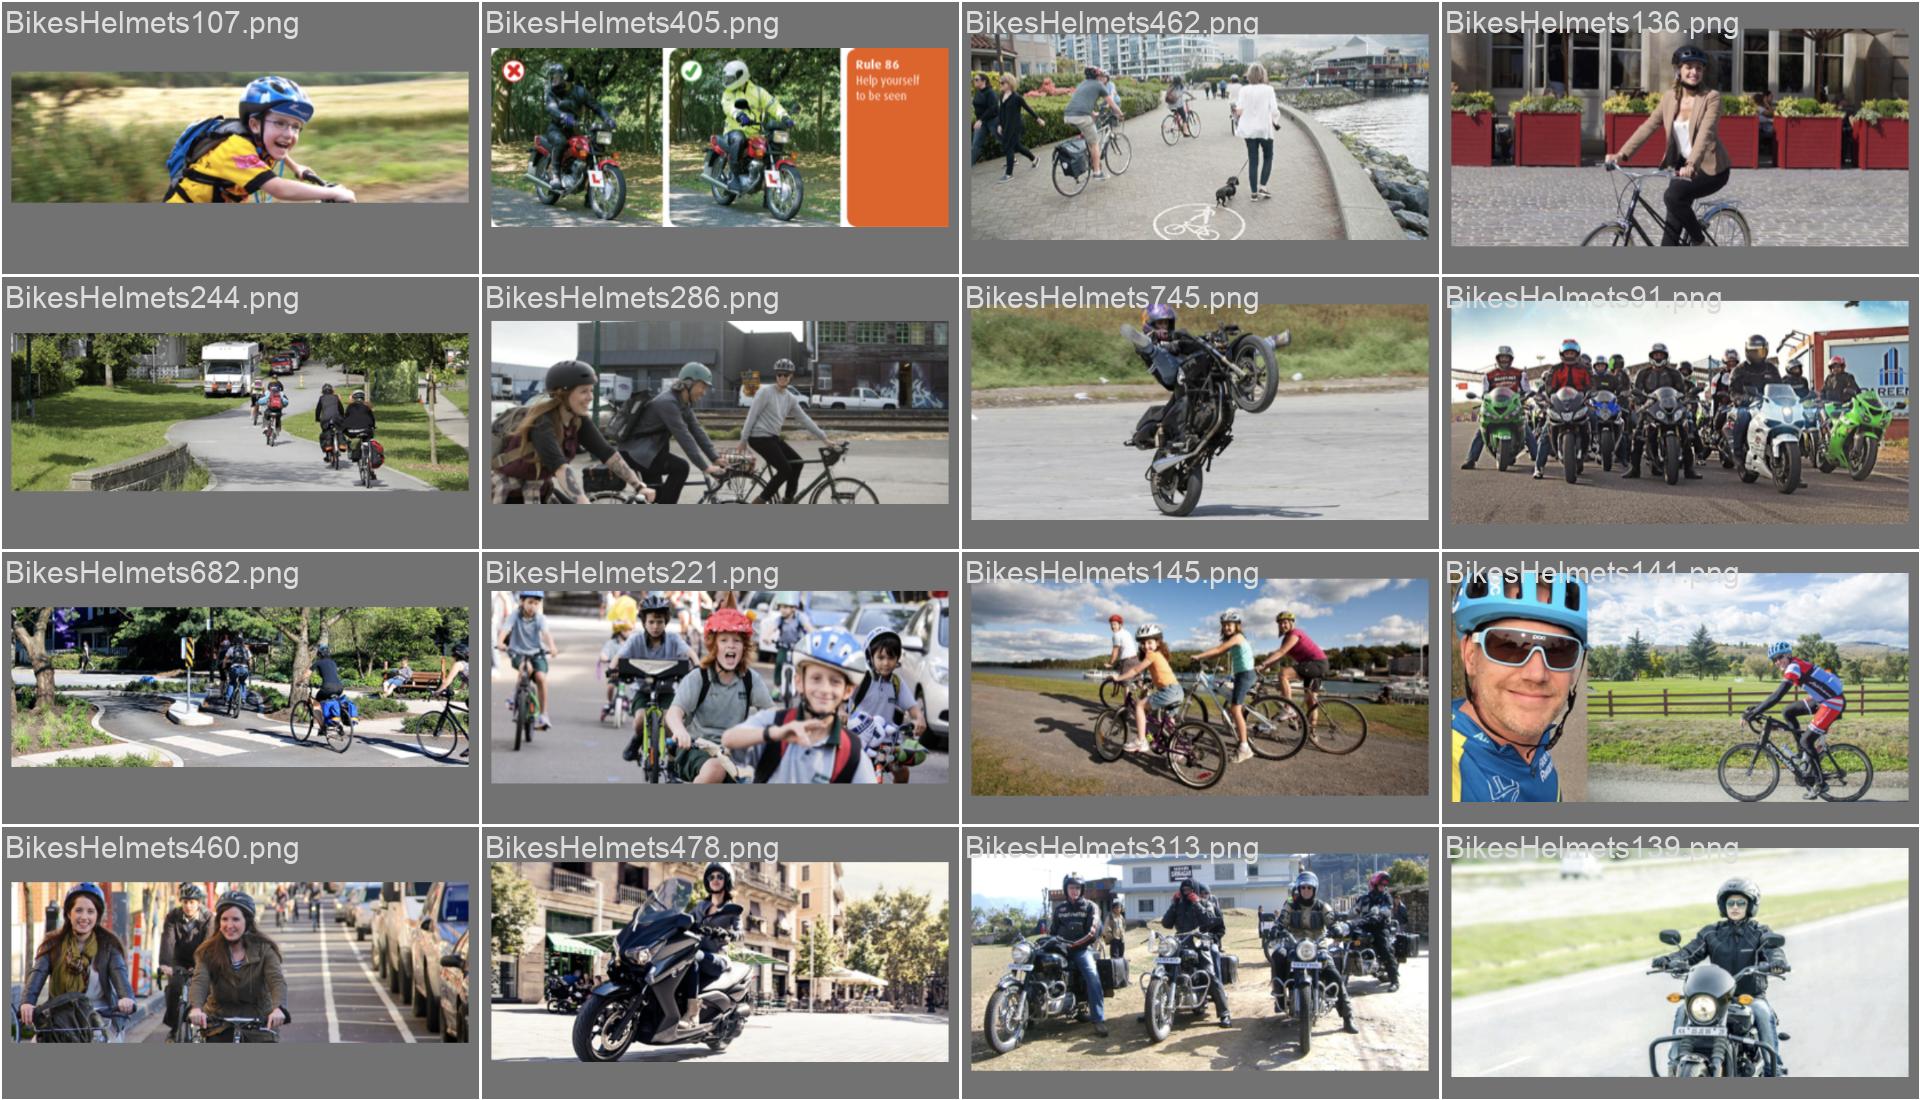 BikesHelmets107.png
BikesHelmets405.png
BikesHelmets462.png
BikesHelmets136.png
Rule 86
Help yourself
to be seen
L
L
BikesHelmets244.png
BikesHelmets286.png
BikesHelmets745.png
BikesHelmets91.png
REEN
BikesHelmets682.png
BikesHelmets221.png
BikesHelmets145.png
BikesHelmets141.png
POC
BikesHelmets460.png
BikesHelmets478.png
BikesHelmets313.png
BikesHelmets139.png